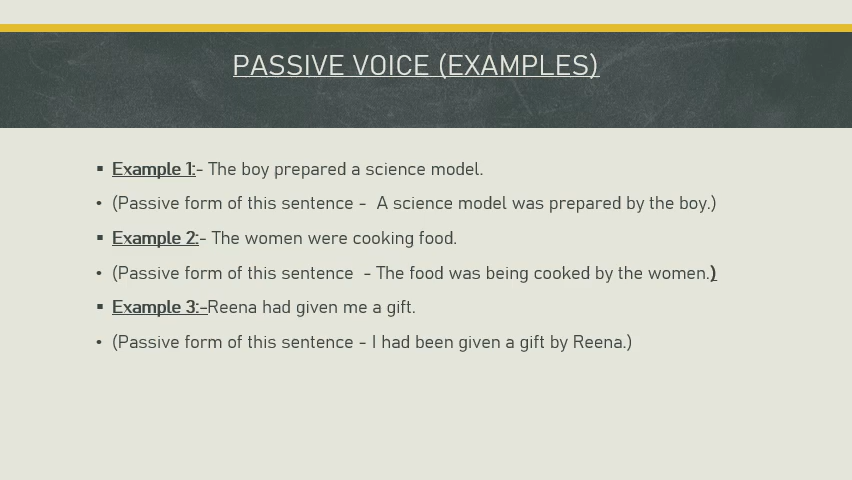 PASSIVE VOICE (EXAMPLES)
▪ Example 1:- The boy prepared a science model.
• (Passive form of this sentence - A science model was prepared by the boy.)
▪ Example 2:- The women were cooking food.
• (Passive form of this sentence - The food was being cooked by the women.)
▪ Example 3:-Reena had given me a gift.
• (Passive form of this sentence - I had been given a gift by Reena.)